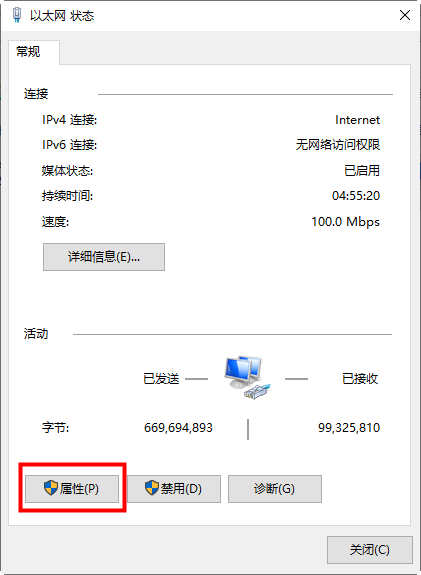 以太网 状态
常规
连接
IPv4 连接: Internet
IPv6 连接: 无网络访问权限
媒体状态: 已启用
持续时间: 04:55:20
速度: 100.0 Mbps
详细信息(E)...
活动
已发送 已接收
字节: 669,694,893 99,325,810
属性(P) 禁用(D) 诊断(G)
关闭(C)